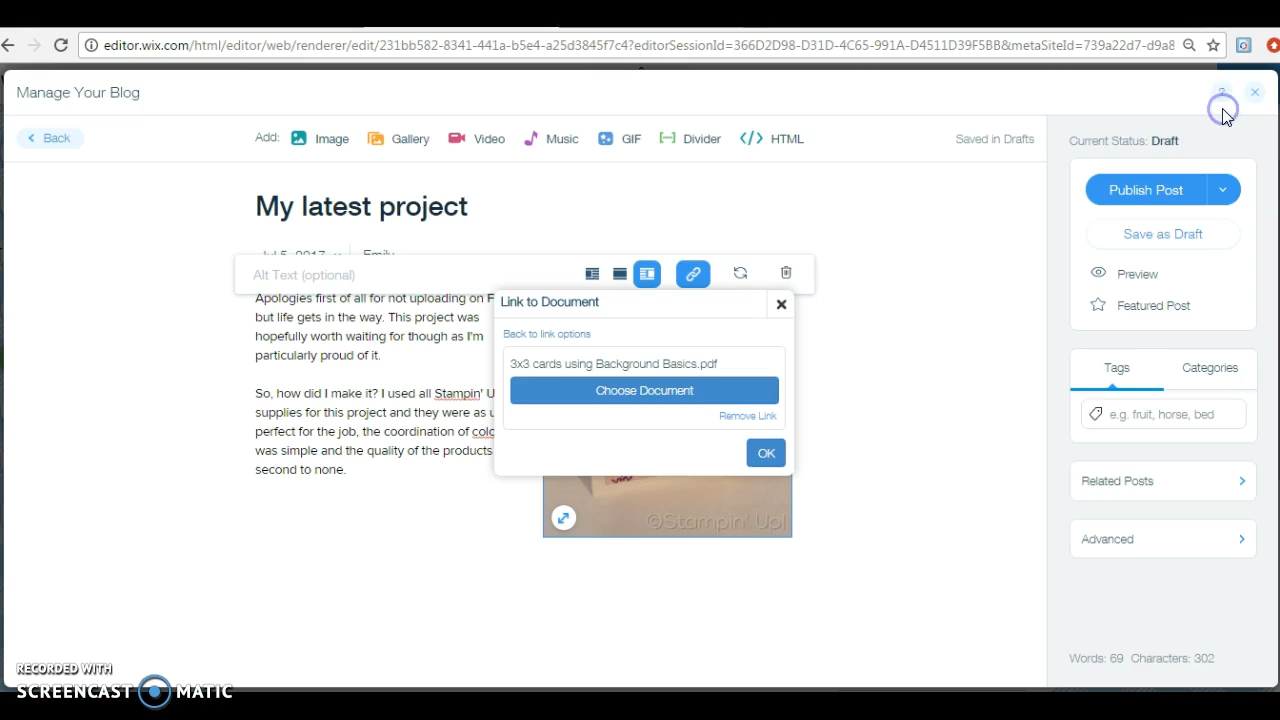 editor.wix.com/html/editor/web/renderer/edit/231bb582-8341-441a-b5e4-a25d3845f7c4?editorSessionId=366D2D98-D31D-4C65-991A-D4511D39F5BB&metaSiteId=739a22d7-d9a8
Manage Your Blog
?
Back
Add: Image Gallery Video Music GIF Divider HTML
Saved in Drafts
Current Status: Draft
Publish Post
Save as Draft
Preview
Featured Post
Tags Categories
e.g. fruit, horse, bed
Related Posts
Advanced
Words: 69 Characters: 302
My latest project
Jul 5, 2017 Emily
Alt Text (optional)
Apologies first of all for not uploading on
but life gets in the way. This project was
hopefully worth waiting for though as I'm
particularly proud of it.
So, how did I make it? I used all Stampin' U
supplies for this project and they were as
perfect for the job, the coordination of
was simple and the quality of the products
second to none.
Link to Document
Back to link options
3x3 cards using Background Basics.pdf
Choose Document
Remove Link
OK
©Stampin' Up!
RECORDED WITH
SCREENCAST MATIC